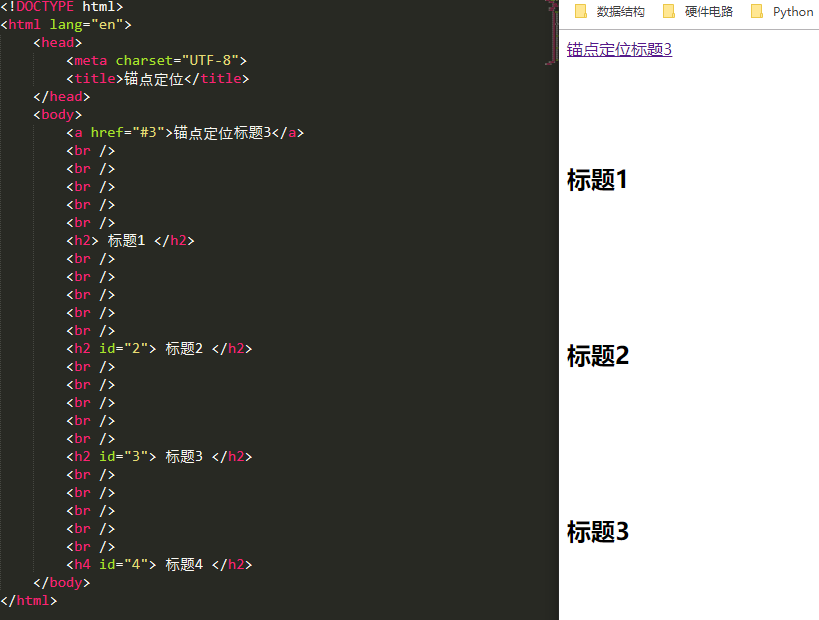 <!DOCTYPE html>
<html lang="en">
<head>
<meta charset="UTF-8">
<title>锚点定位</title>
</head>
<body>
<a href="#3">锚点定位标题3</a>
<br />
<br />
<br />
<br />
<br />
<h2> 标题1 </h2>
<br />
<br />
<br />
<br />
<br />
<h2 id="2"> 标题2 </h2>
<br />
<br />
<br />
<br />
<br />
<h2 id="3"> 标题3 </h2>
<br />
<br />
<br />
<br />
<br />
<h4 id="4"> 标题4 </h2>
</body>
</html>
数据结构 硬件电路 Python
锚点定位标题3
标题1
标题2
标题3